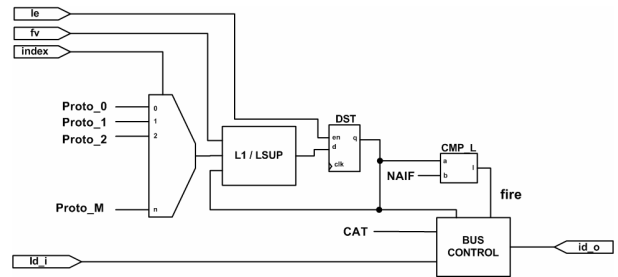 le
fv
index
Proto_0
Proto_1
Proto_2
Proto_M
0
1
2
n
L1 / LSUP
DST
en
q
d
clk
CMP_L
a
b
l
NAIF
fire
CAT
BUS
CONTROL
id_o
Id_i